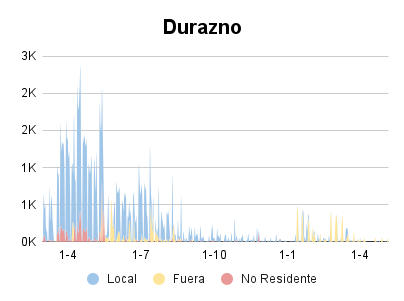 Durazno
3K
2K
2K
1K
1K
0K
1-4 1-7 1-10 1-1 1-4
Local Fuera No Residente